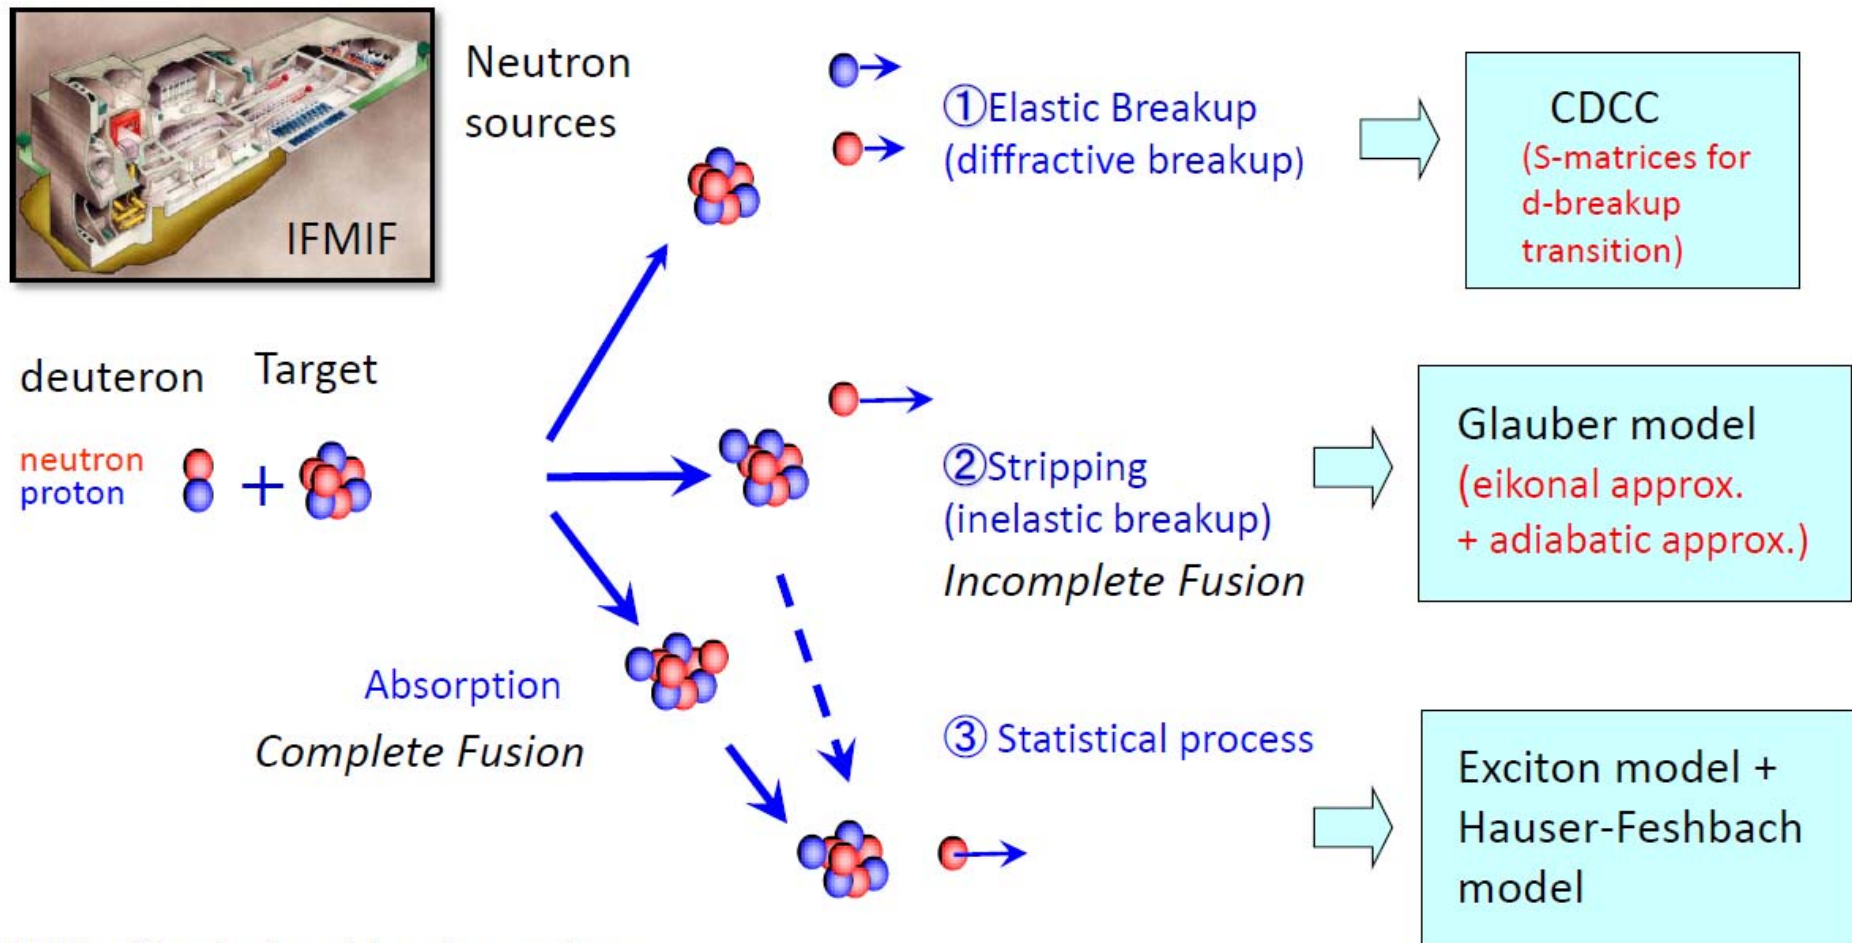 Neutron
sources
IFMIF
①Elastic Breakup
(diffractive breakup)
CDCC
(S-matrices for
d-breakup
transition)
deuteron
Target
neutron
proton
+
②Stripping
(inelastic breakup)
Incomplete Fusion
Glauber model
(eikonal approx.
+ adiabatic approx.)
Absorption
Complete Fusion
③ Statistical process
Exciton model +
Hauser-Feshbach
model